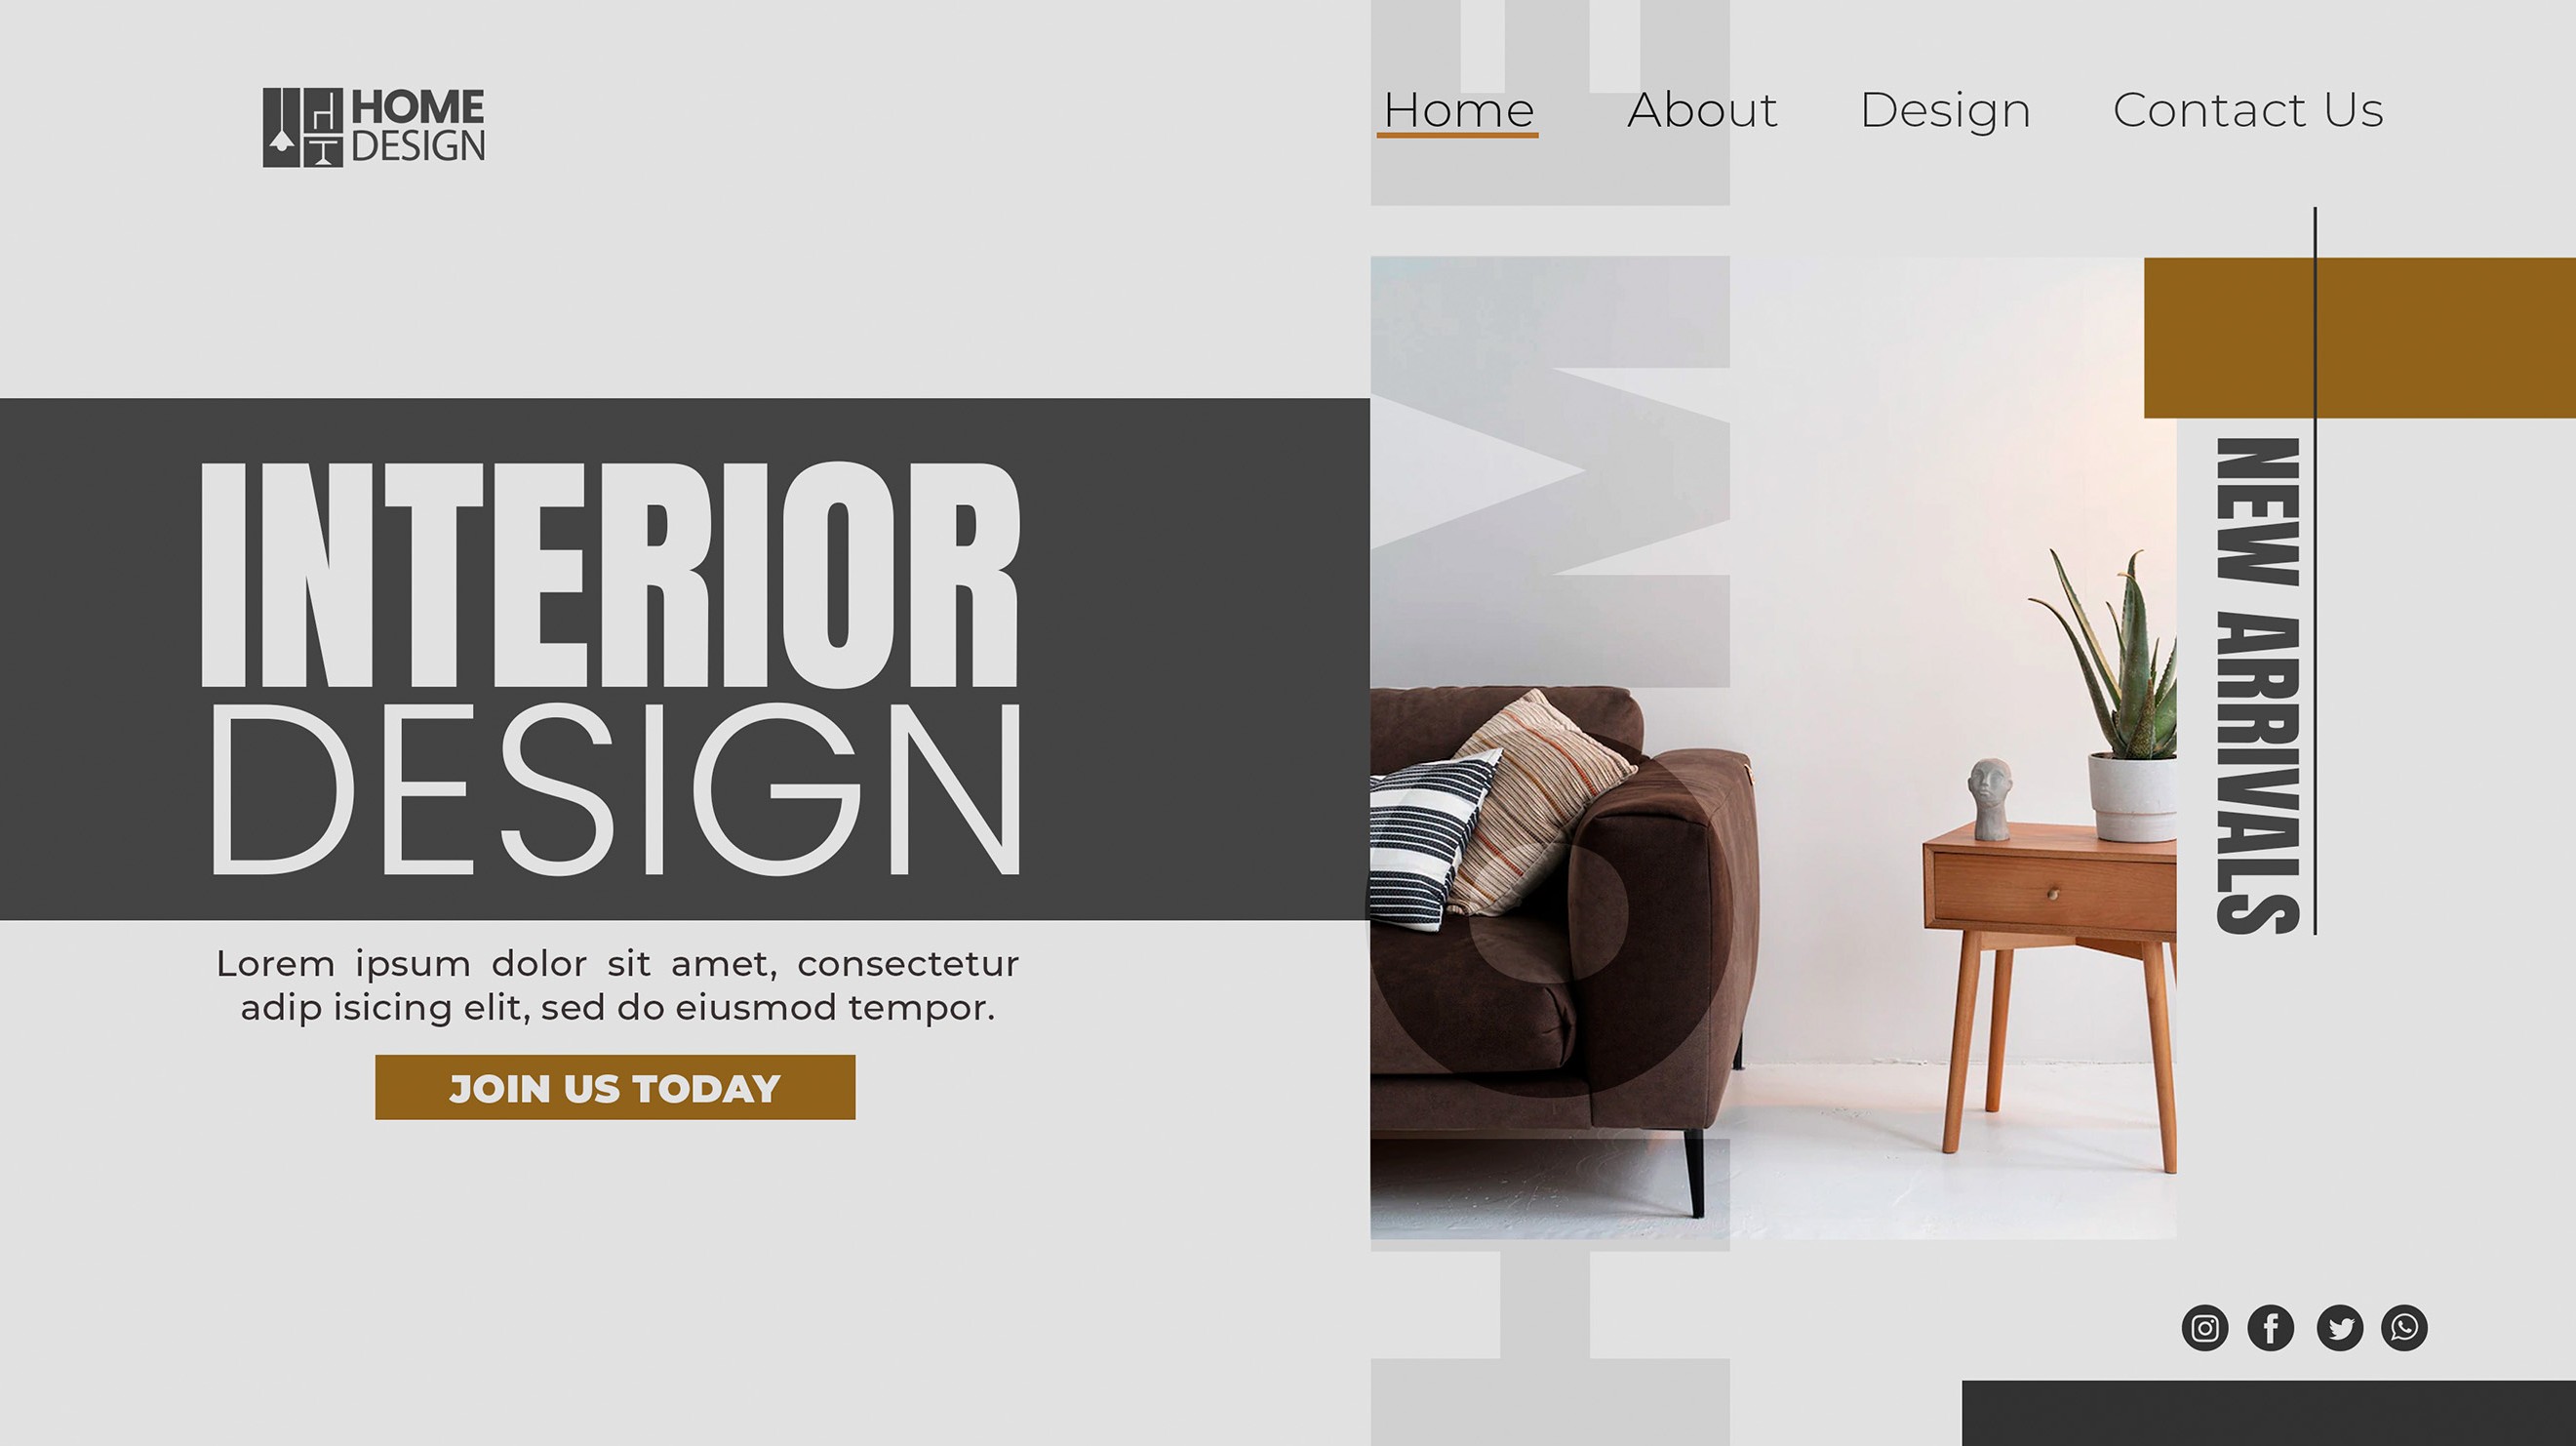 HOME
DESIGN
Home About Design Contact Us
INTERIOR
DESIGN
Lorem ipsum dolor sit amet, consectetur
adip isicing elit, sed do eiusmod tempor.
JOIN US TODAY
HOME
NEW ARRIVALS